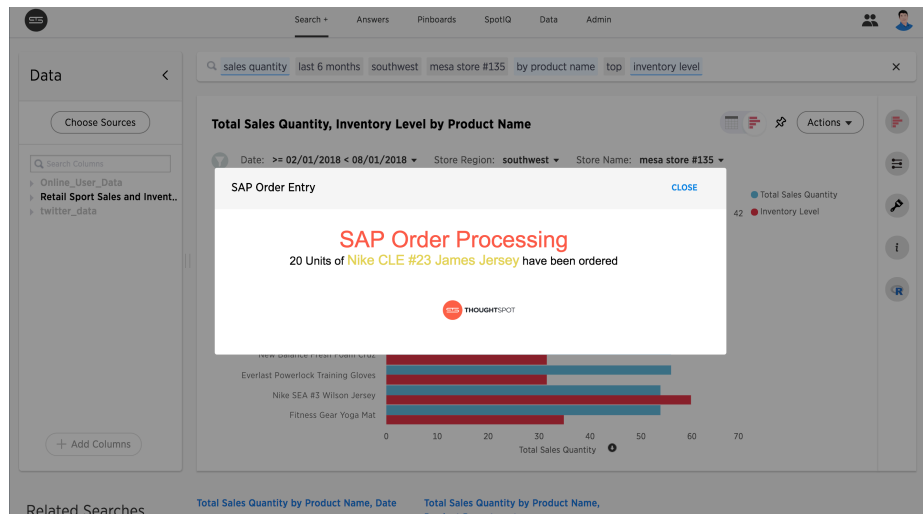 Search +
Answers
Pinboards
SpotIQ
Data
Admin
Data
Choose Sources
Search Columns
Online_User_Data
Retail Sport Sales and Invent..
twitter_data
+ Add Columns
sales quantity last 6 months southwest mesa store #135 by product name top inventory level
Total Sales Quantity, Inventory Level by Product Name
Actions
Date: >= 02/01/2018 < 08/01/2018 Store Region: southwest Store Name: mesa store #135
Total Sales Quantity
42 Inventory Level
SAP Order Entry
CLOSE
SAP Order Processing
20 Units of Nike CLE #23 James Jersey have been ordered
THOUGHTSPOT
New Balance Fresh Foam Cruz
Everlast Powerlock Training Gloves
Nike SEA #3 Wilson Jersey
Fitness Gear Yoga Mat
0 10 20 30 40 50 60 70
Total Sales Quantity
i
R
Related Searches
Total Sales Quantity by Product Name, Date
Total Sales Quantity by Product Name,